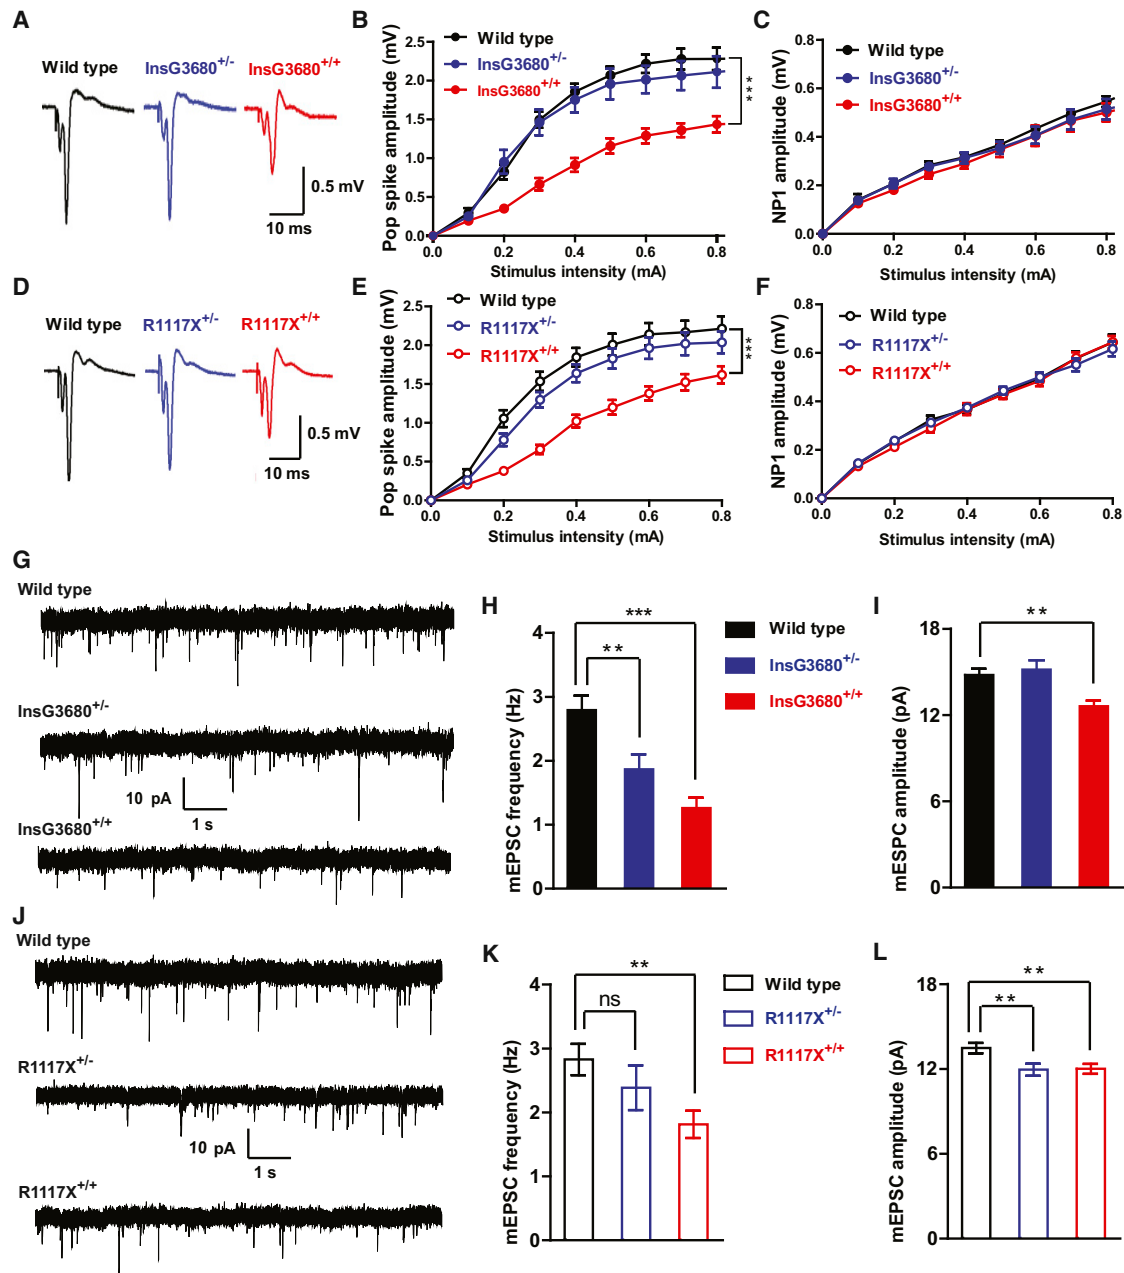 A
Wild type
InsG3680+/-
InsG3680+/+
0.5 mV
10 ms
B
Pop spike amplitude (mV)
2.5
2.0
1.5
1.0
0.5
0.0
Wild type
InsG3680+/-
InsG3680+/+
***
0.0
0.2
0.4
0.6
0.8
Stimulus intensity (mA)
C
NP1 amplitude (mV)
0.8
0.6
0.4
0.2
0.0
Wild type
InsG3680+/-
InsG3680+/+
0.0
0.2
0.4
0.6
0.8
Stimulus intensity (mA)
D
Wild type
R1117X+/-
R1117X+/+
0.5 mV
10 ms
E
Pop spike amplitude (mV)
2.5
2.0
1.5
1.0
0.5
0.0
Wild type
R1117X+/-
R1117X+/+
***
0.0
0.2
0.4
0.6
0.8
Stimulus intensity (mA)
F
NP1 amplitude (mV)
0.8
0.6
0.4
0.2
0.0
Wild type
R1117X+/-
R1117X+/+
0.0
0.2
0.4
0.6
0.8
Stimulus intensity (mA)
G
Wild type
InsG3680+/-
10 pA
1 s
InsG3680+/+
H
mEPSC frequency (Hz)
4
3
2
1
0
***
**
Wild type
InsG3680+/-
InsG3680+/+
I
mESPC amplitude (pA)
18
12
6
0
**
J
Wild type
R1117X+/-
10 pA
1 s
R1117X+/+
K
mEPSC frequency (Hz)
4
3
2
1
0
**
ns
Wild type
R1117X+/-
R1117X+/+
L
mEPSC amplitude (pA)
18
12
6
0
**
**